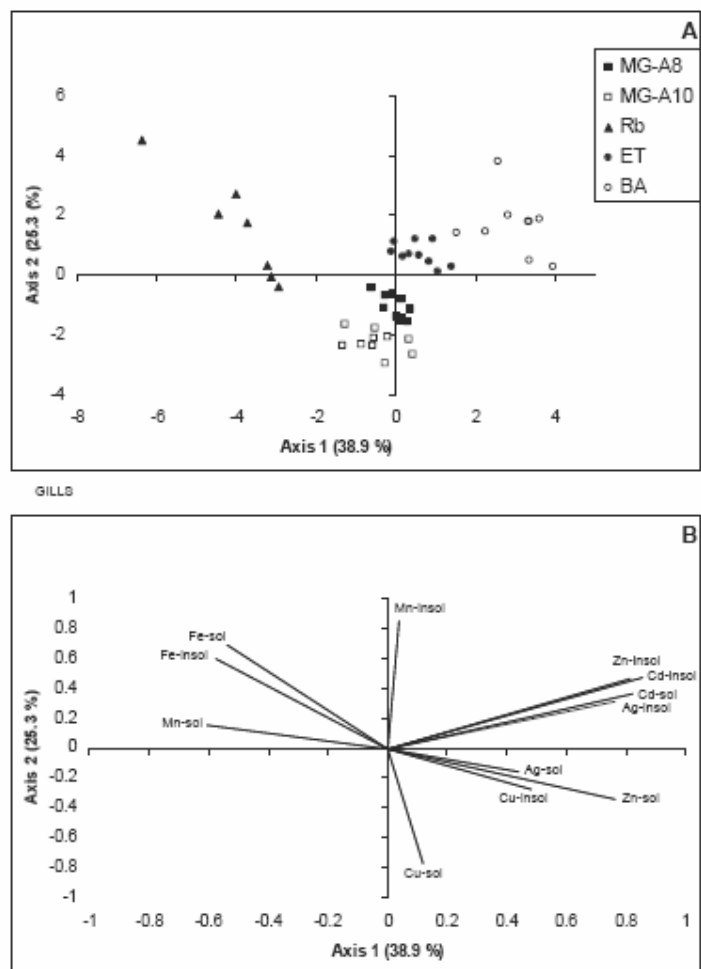 A
MG-A8
MG-A10
Rb
ET
BA
6
4
2
0
-2
-4
-8
-6
-4
-2
0
2
4
Axis 2 (25.3 (%)
Axis 1 (38.9 %)
GILLS
B
1
0.8
0.6
0.4
0.2
0
-0.2
-0.4
-0.6
-0.8
-1
Axis 2 (25.3 %)
Mn-insol
Fe-sol
Fe-insol
Mn-sol
Zn-insol
Cd-insol
Cd-sol
Ag-insol
Ag-sol
Cu-insol
Zn-sol
Cu-sol
-1
-0.8
-0.6
-0.4
-0.2
0
0.2
0.4
0.6
0.8
1
Axis 1 (38.9 %)